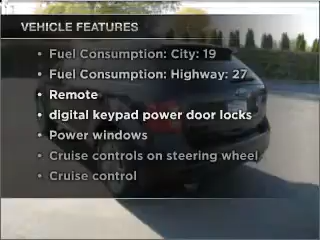 VEHICLE FEATURES
• Fuel Consumption: City: 19
• Fuel Consumption: Highway: 27
• Remote
• digital keypad power door locks
• Power windows
• Cruise controls on steering wheel
• Cruise control